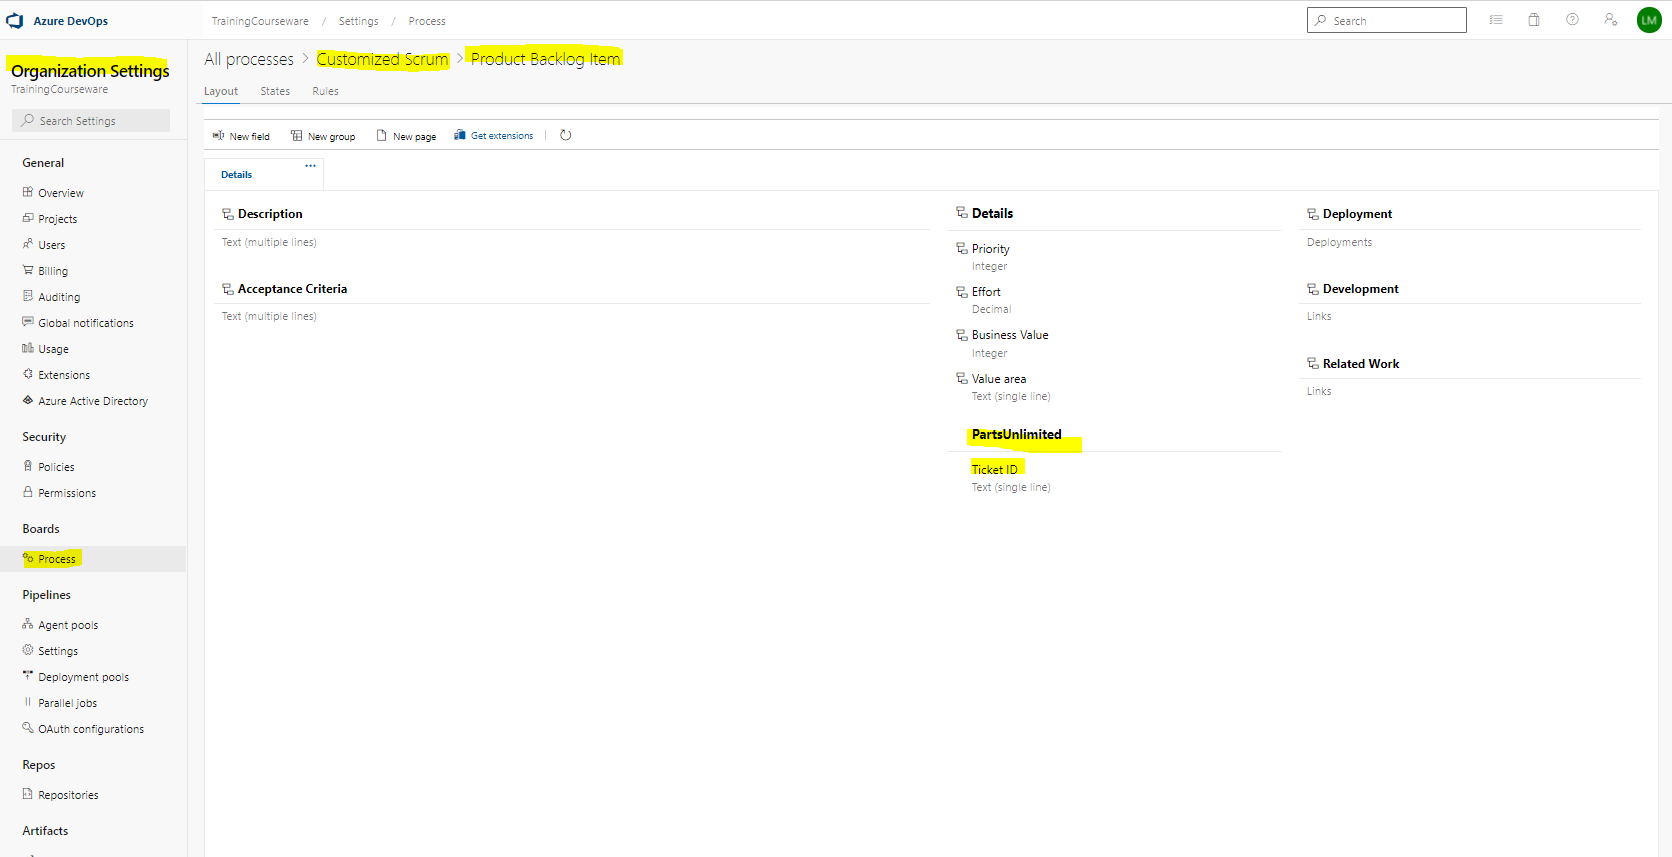 Azure DevOps
TrainingCourseware / Settings / Process
Search
LM
Organization Settings
TrainingCourseware
Search Settings
General
Overview
Projects
Users
Billing
Auditing
Global notifications
Usage
Extensions
Azure Active Directory
Security
Policies
Permissions
Boards
Process
Pipelines
Agent pools
Settings
Deployment pools
Parallel jobs
OAuth configurations
Repos
Repositories
Artifacts
All processes > Customized Scrum > Product Backlog Item
Layout States Rules
New field New group New page Get extensions
Details ...
Description
Text (multiple lines)
Acceptance Criteria
Text (multiple lines)
Details
Priority
Integer
Effort
Decimal
Business Value
Integer
Value area
Text (single line)
PartsUnlimited
Ticket ID
Text (single line)
Deployment
Deployments
Development
Links
Related Work
Links